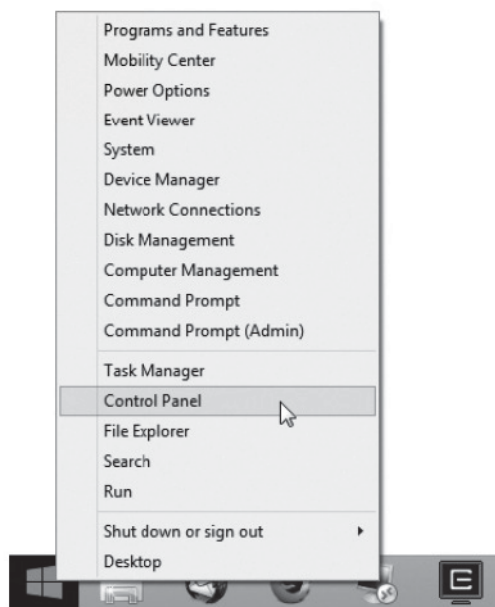 Programs and Features
Mobility Center
Power Options
Event Viewer
System
Device Manager
Network Connections
Disk Management
Computer Management
Command Prompt
Command Prompt (Admin)
Task Manager
Control Panel
File Explorer
Search
Run
Shut down or sign out
Desktop